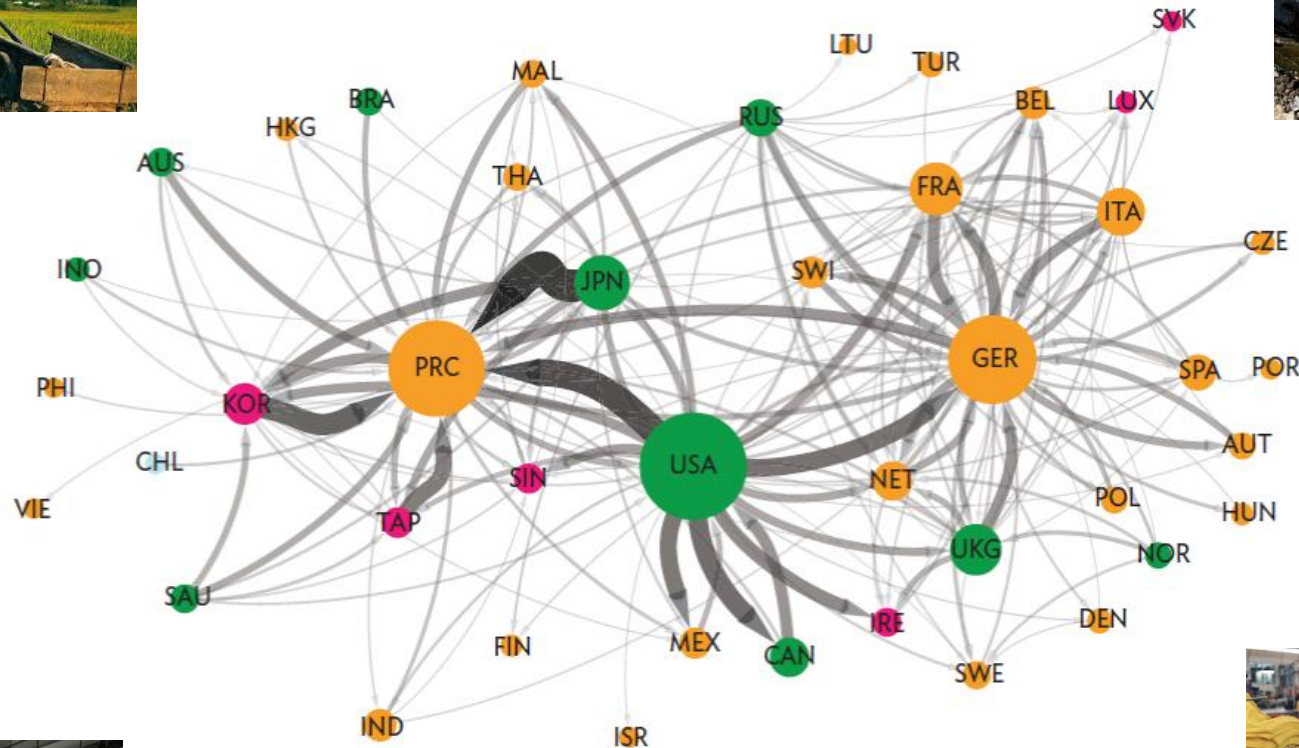 SVK
LTU
TUR
MAL
BRA
BEL
LUX
HKG
RUS
AUS
THA
FRA
ITA
CZE
INO
JPN
SWI
PRC
GER
SPA
POR
PHI
KOR
AUT
CHL
USA
SIN
NET
POL
VIE
HUN
TAP
UKG
NOR
SAU
IRE
DEN
FIN
MEX
CAN
SWE
IND
ISR